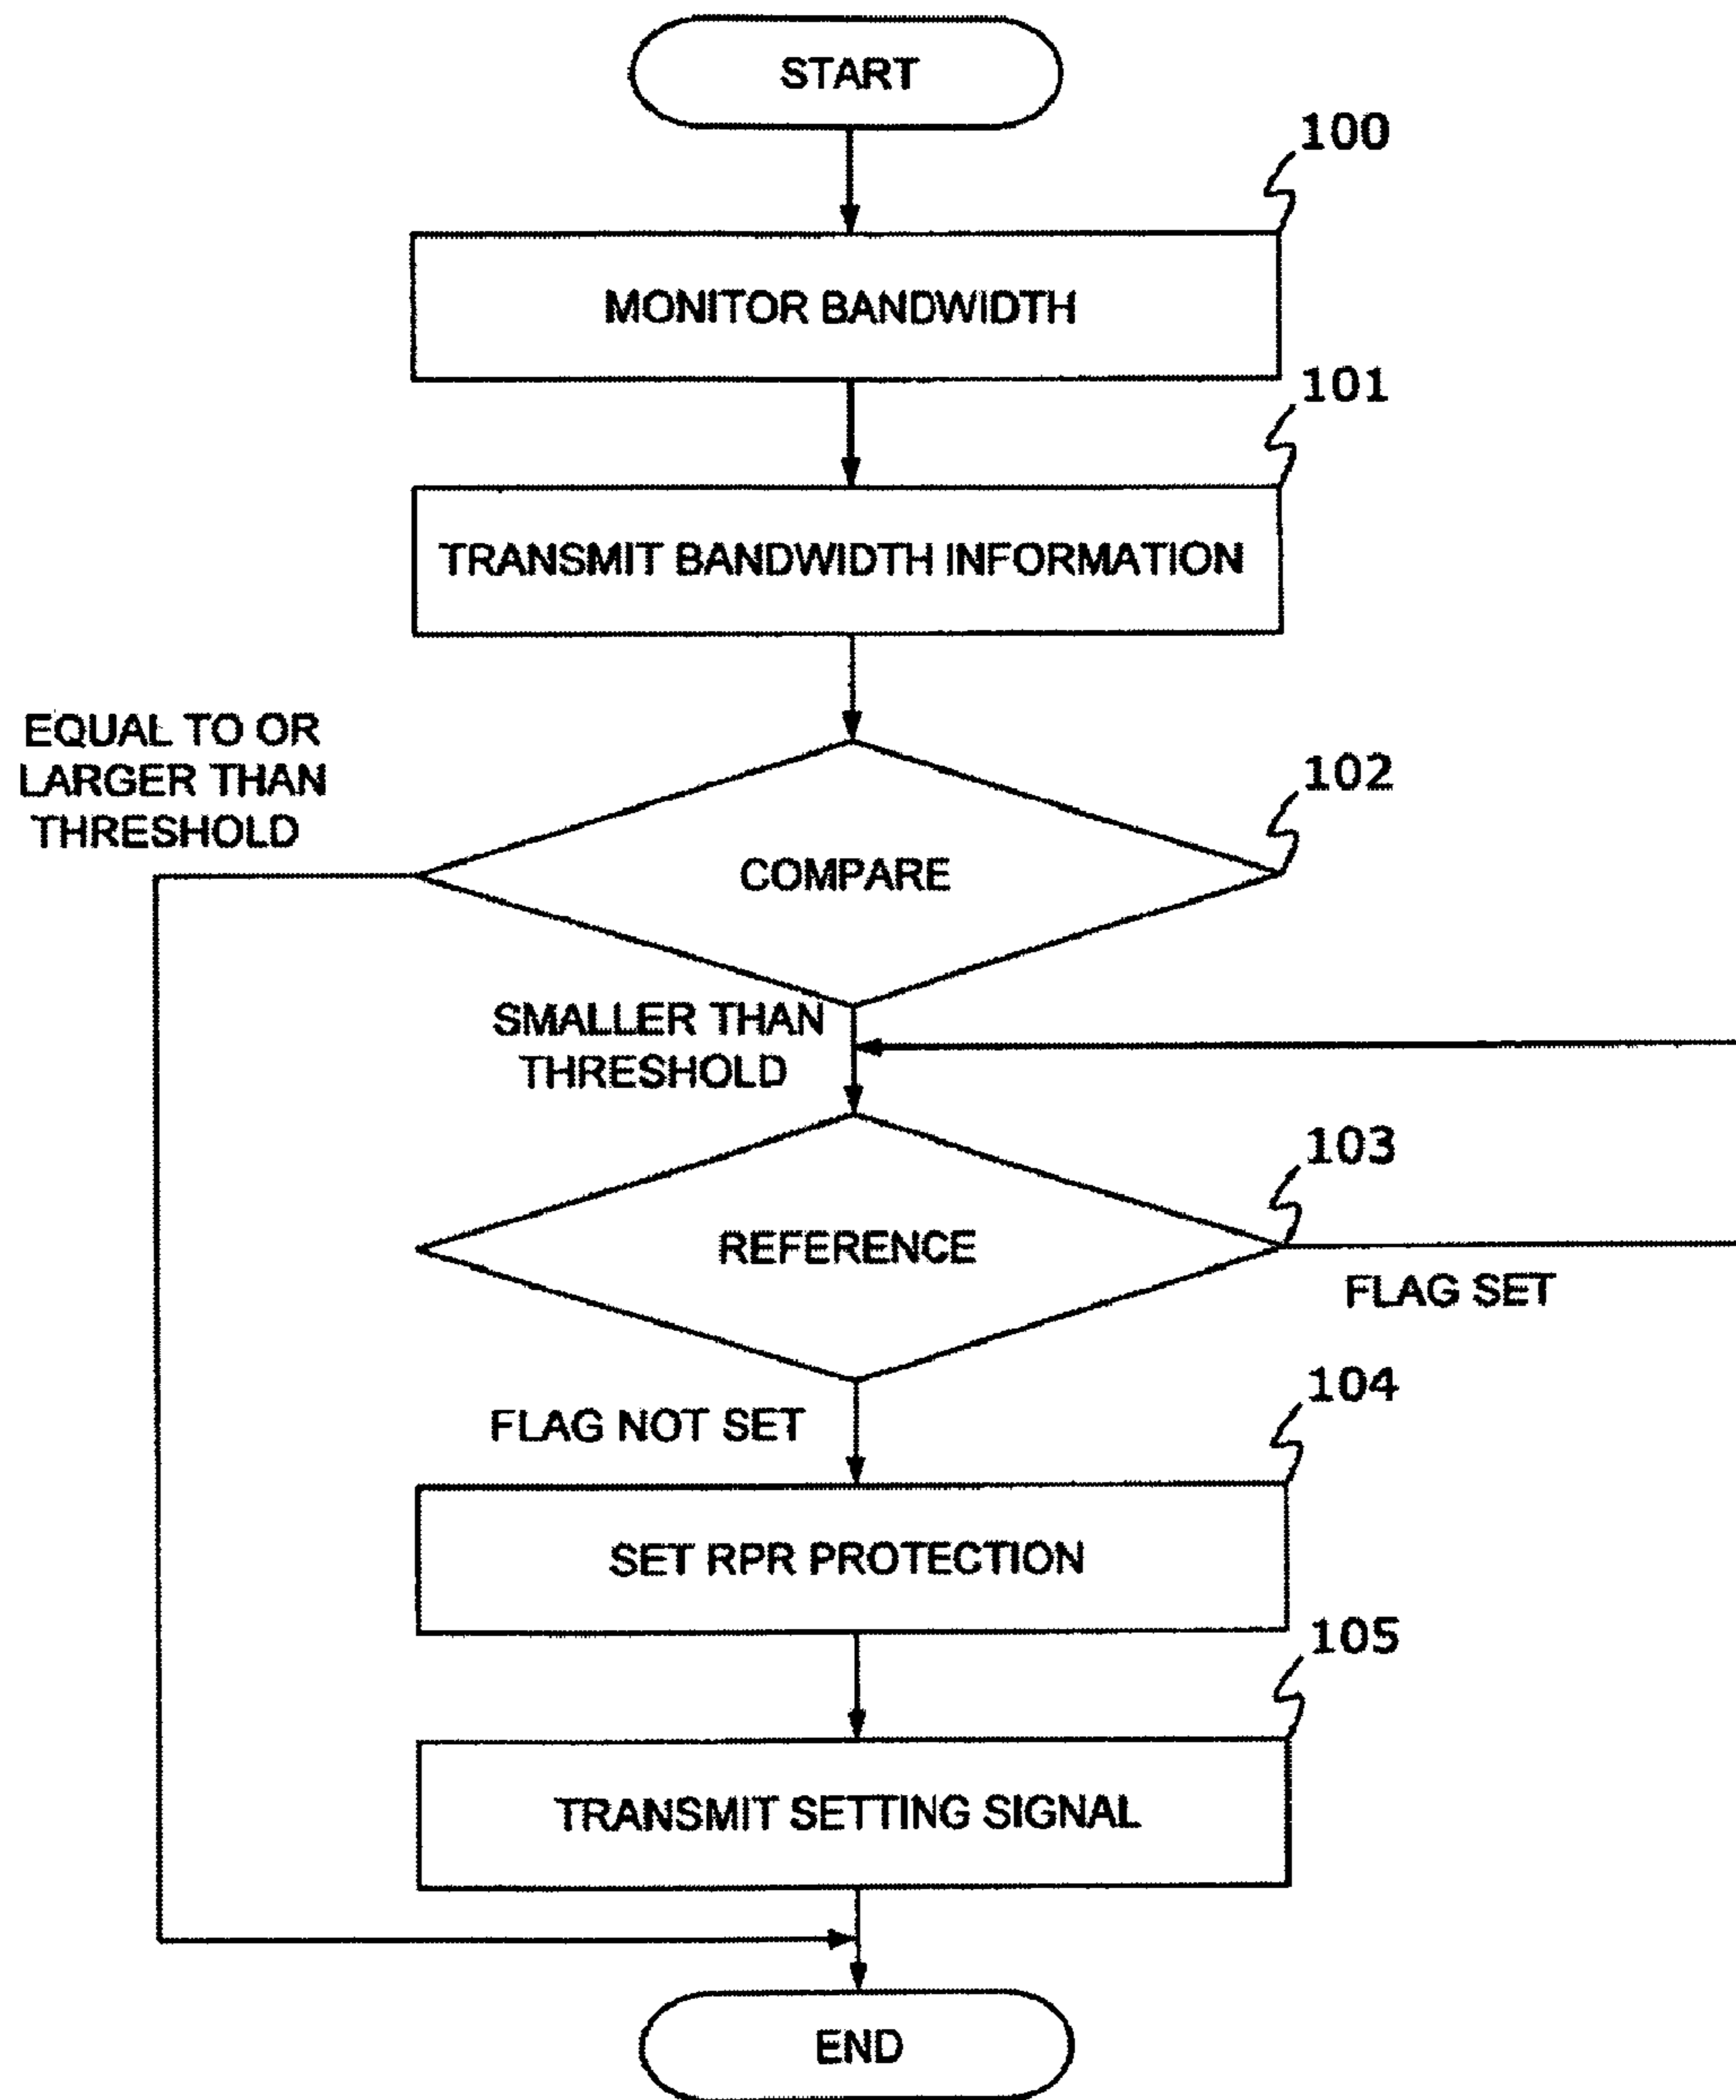 START
100
MONITOR BANDWIDTH
101
TRANSMIT BANDWIDTH INFORMATION
EQUAL TO OR
LARGER THAN
THRESHOLD
102
COMPARE
SMALLER THAN
THRESHOLD
103
REFERENCE
FLAG SET
FLAG NOT SET
104
SET RPR PROTECTION
105
TRANSMIT SETTING SIGNAL
END